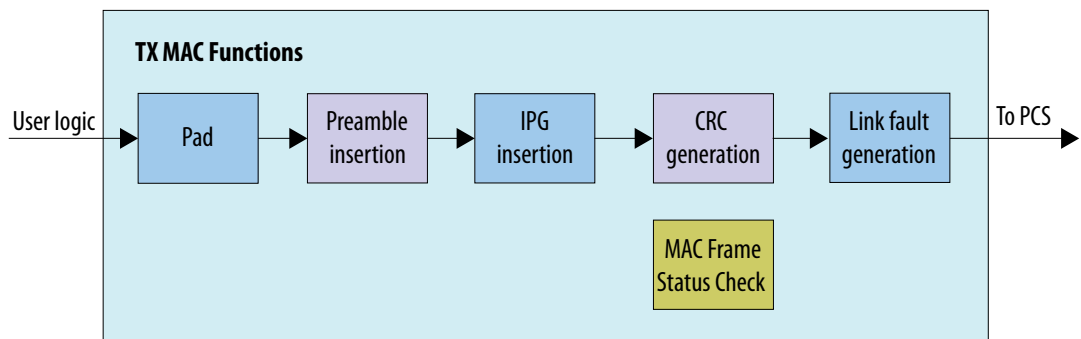 TX MAC Functions
User logic
Pad
Preamble
insertion
IPG
insertion
CRC
generation
Link fault
generation
To PCS
MAC Frame
Status Check